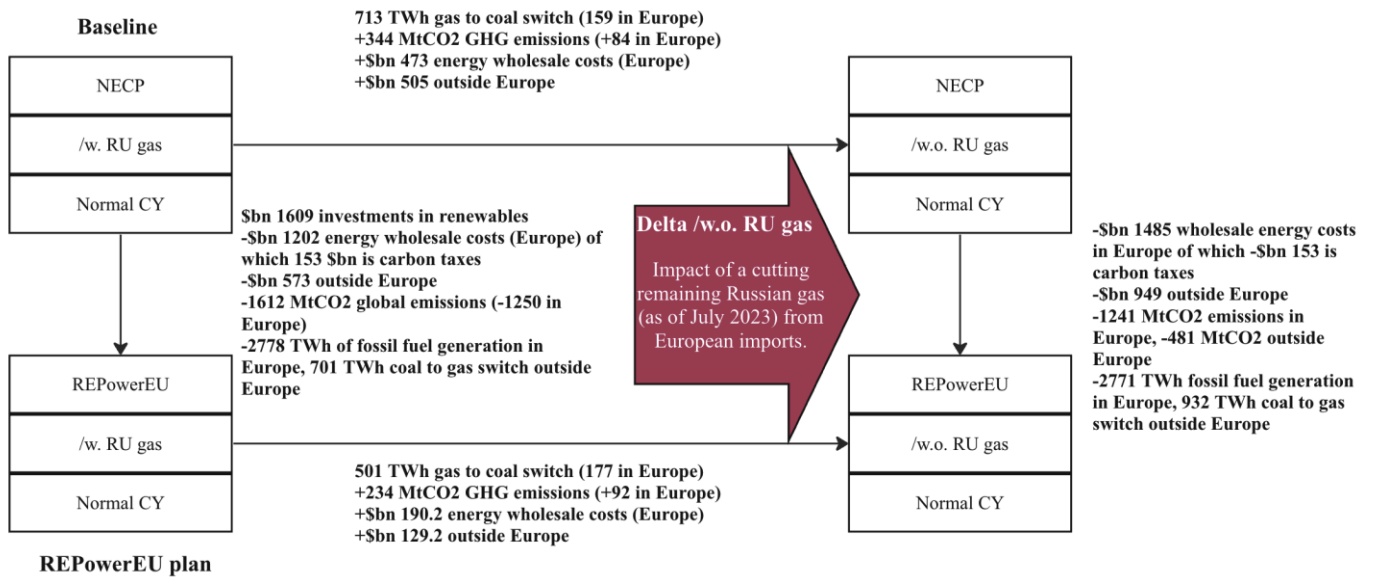 Baseline
713 TWh gas to coal switch (159 in Europe)
+344 MtCO2 GHG emissions (+84 in Europe)
+$bn 473 energy wholesale costs (Europe)
+$bn 505 outside Europe
NECP
/w. RU gas
Normal CY
NECP
/w.o. RU gas
Normal CY
$bn 1609 investments in renewables
-$bn 1202 energy wholesale costs (Europe) of
which 153 $bn is carbon taxes
-$bn 573 outside Europe
-1612 MtCO2 global emissions (-1250 in
Europe)
-2778 TWh of fossil fuel generation in
Europe, 701 TWh coal to gas switch outside
Europe
Delta /w.o. RU gas
Impact of a cutting
remaining Russian gas
(as of July 2023) from
European imports.
-$bn 1485 wholesale energy costs
in Europe of which -$bn 153 is
carbon taxes
-$bn 949 outside Europe
-1241 MtCO2 emissions in
Europe, -481 MtCO2 outside
Europe
-2771 TWh fossil fuel generation
in Europe, 932 TWh coal to gas
switch outside Europe
REPowerEU
/w. RU gas
Normal CY
REPowerEU
/w.o. RU gas
Normal CY
501 TWh gas to coal switch (177 in Europe)
+234 MtCO2 GHG emissions (+92 in Europe)
+$bn 190.2 energy wholesale costs (Europe)
+$bn 129.2 outside Europe
REPowerEU plan